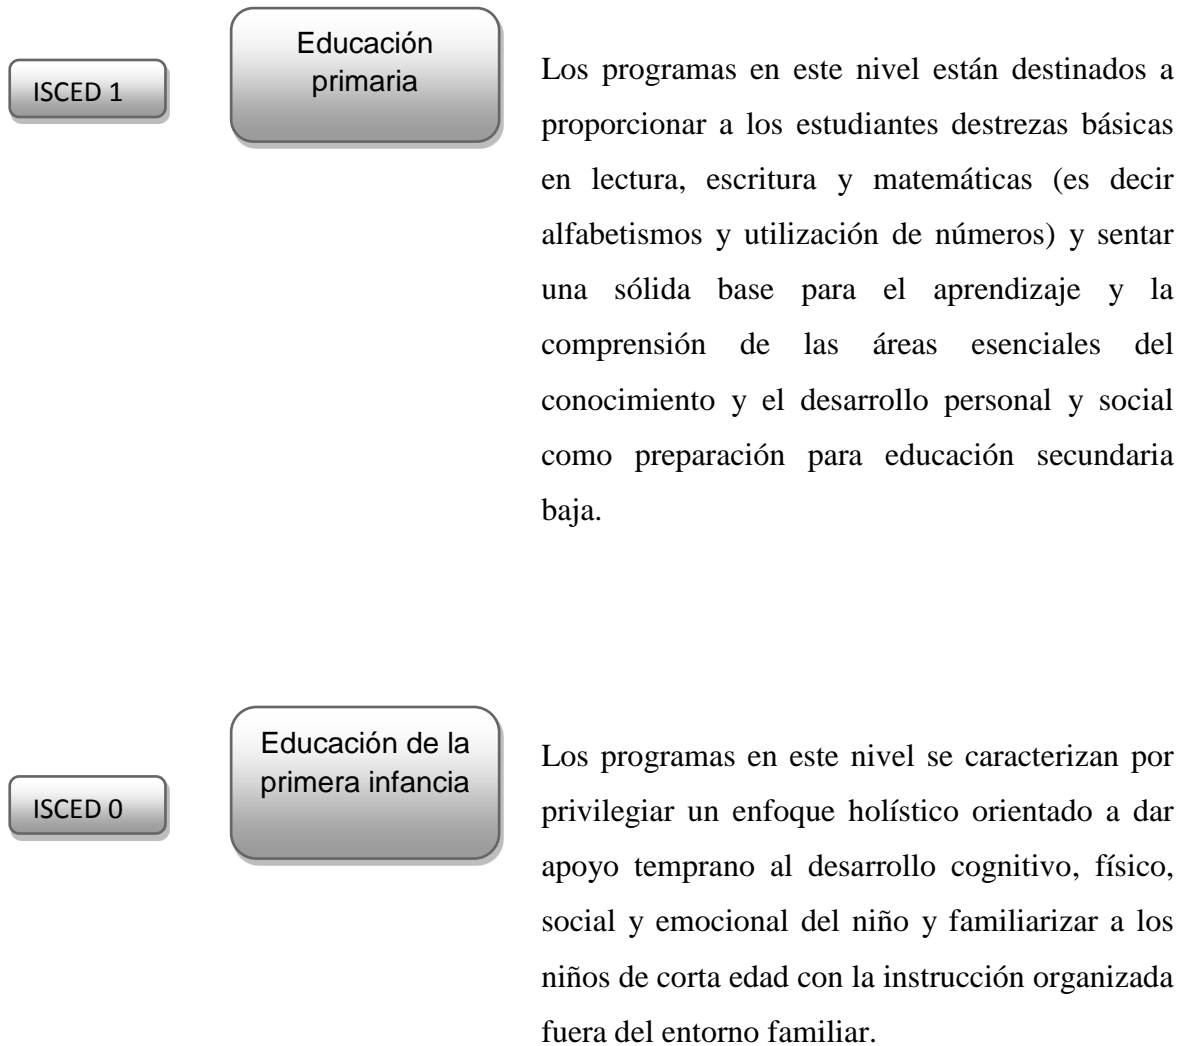 ISCED 1
Educación
primaria
Los programas en este nivel están destinados a
proporcionar a los estudiantes destrezas básicas
en lectura, escritura y matemáticas (es decir
alfabetismos y utilización de números) y sentar
una sólida base para el aprendizaje y la
comprensión de las áreas esenciales del
conocimiento y el desarrollo personal y social
como preparación para educación secundaria
baja.
ISCED 0
Educación de la
primera infancia
Los programas en este nivel se caracterizan por
privilegiar un enfoque holístico orientado a dar
apoyo temprano al desarrollo cognitivo, físico,
social y emocional del niño y familiarizar a los
niños de corta edad con la instrucción organizada
fuera del entorno familiar.